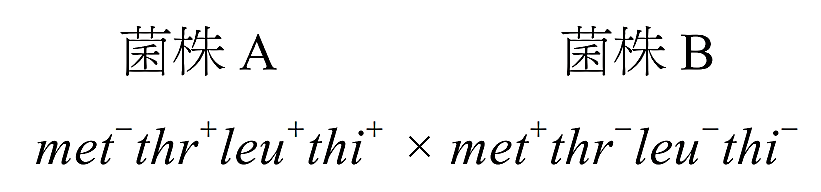 菌株 A 菌株 B
met⁻thr⁺leu⁺thi⁺ × met⁺thr⁻leu⁻thi⁻